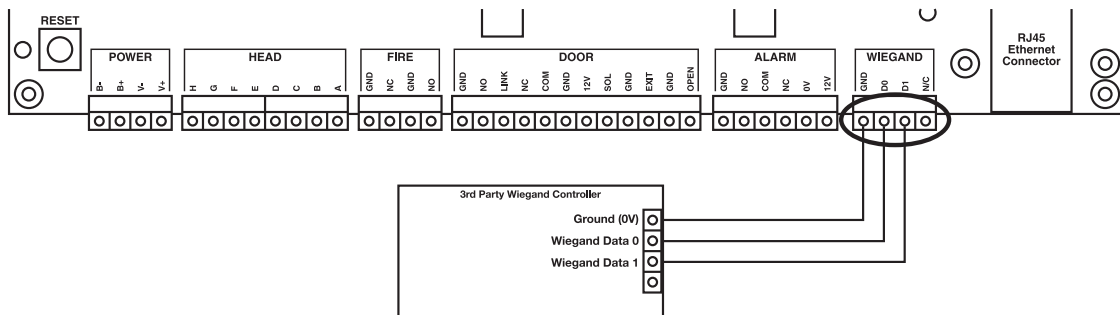 RESET
POWER
HEAD
FIRE
DOOR
ALARM
WIEGAND
RJ45
Ethernet
Connector
B-
B+
V-
V+
H
G
F
E
D
C
B
A
GND
NC
GND
NO
GND
NO
LINK
NC
COM
GND
12V
SOL
GND
EXIT
GND
OPEN
GND
NO
COM
NC
0V
12V
GND
D0
D1
N/C
3rd Party Wiegand Controller
Ground (0V)
Wiegand Data 0
Wiegand Data 1